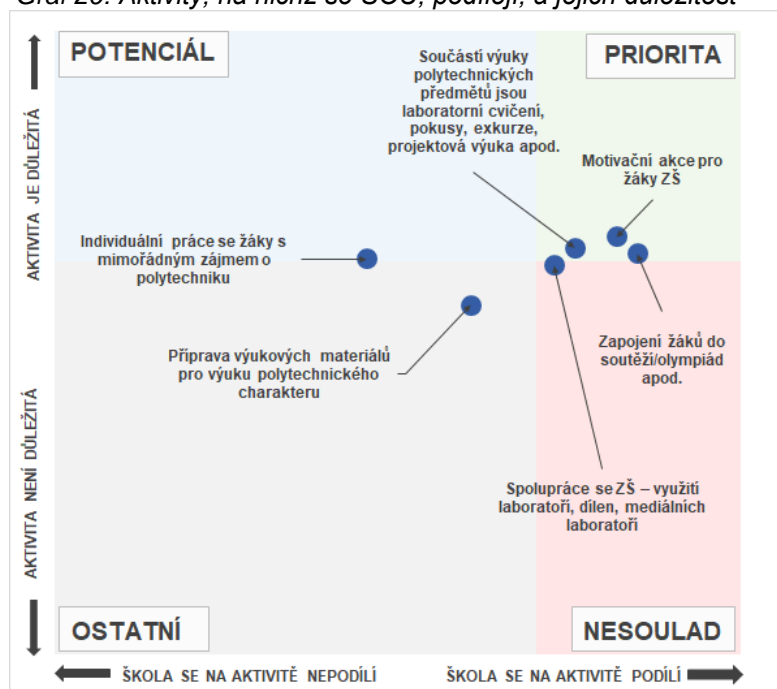 Graf 29: Aktivity, na nichž se SOŠ, podílejí, a jejich důležitost
POTENCIÁL
PRIORITA
Součástí výuky
polytechnických
předmětů jsou
laboratorní cvičení,
pokusy, exkurze,
projektová výuka apod.
Motivační akce pro
žáky ZŠ
Individuální práce se žáky s
mimořádným zájmem o
polytechniku
Příprava výukových materiálů
pro výuku polytechnického
charakteru
Zapojení žáků do
soutěží/olympiád
apod.
Spolupráce se ZŠ – využití
laboratoří, dílen, mediálních
laboratoří
OSTATNÍ
NESOULAD
AKTIVITA JE DŮLEŽITÁ
AKTIVITA NENÍ DŮLEŽITÁ
ŠKOLA SE NA AKTIVITĚ NEPODÍLÍ
ŠKOLA SE NA AKTIVITĚ PODÍLÍ